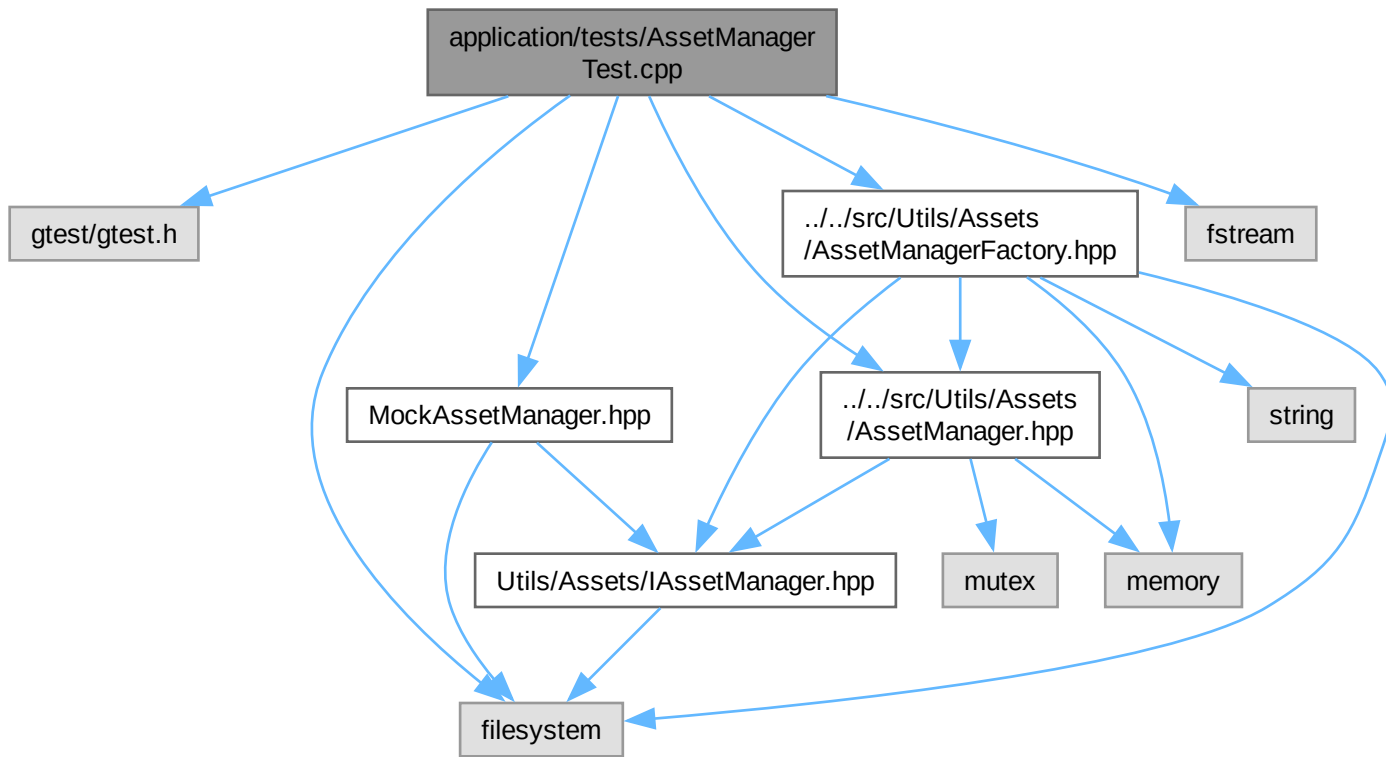 application/tests/AssetManager
Test.cpp
gtest/gtest.h
../../src/Utils/Assets
/AssetManagerFactory.hpp
fstream
MockAssetManager.hpp
../../src/Utils/Assets
/AssetManager.hpp
string
Utils/Assets/IAssetManager.hpp
mutex
memory
filesystem